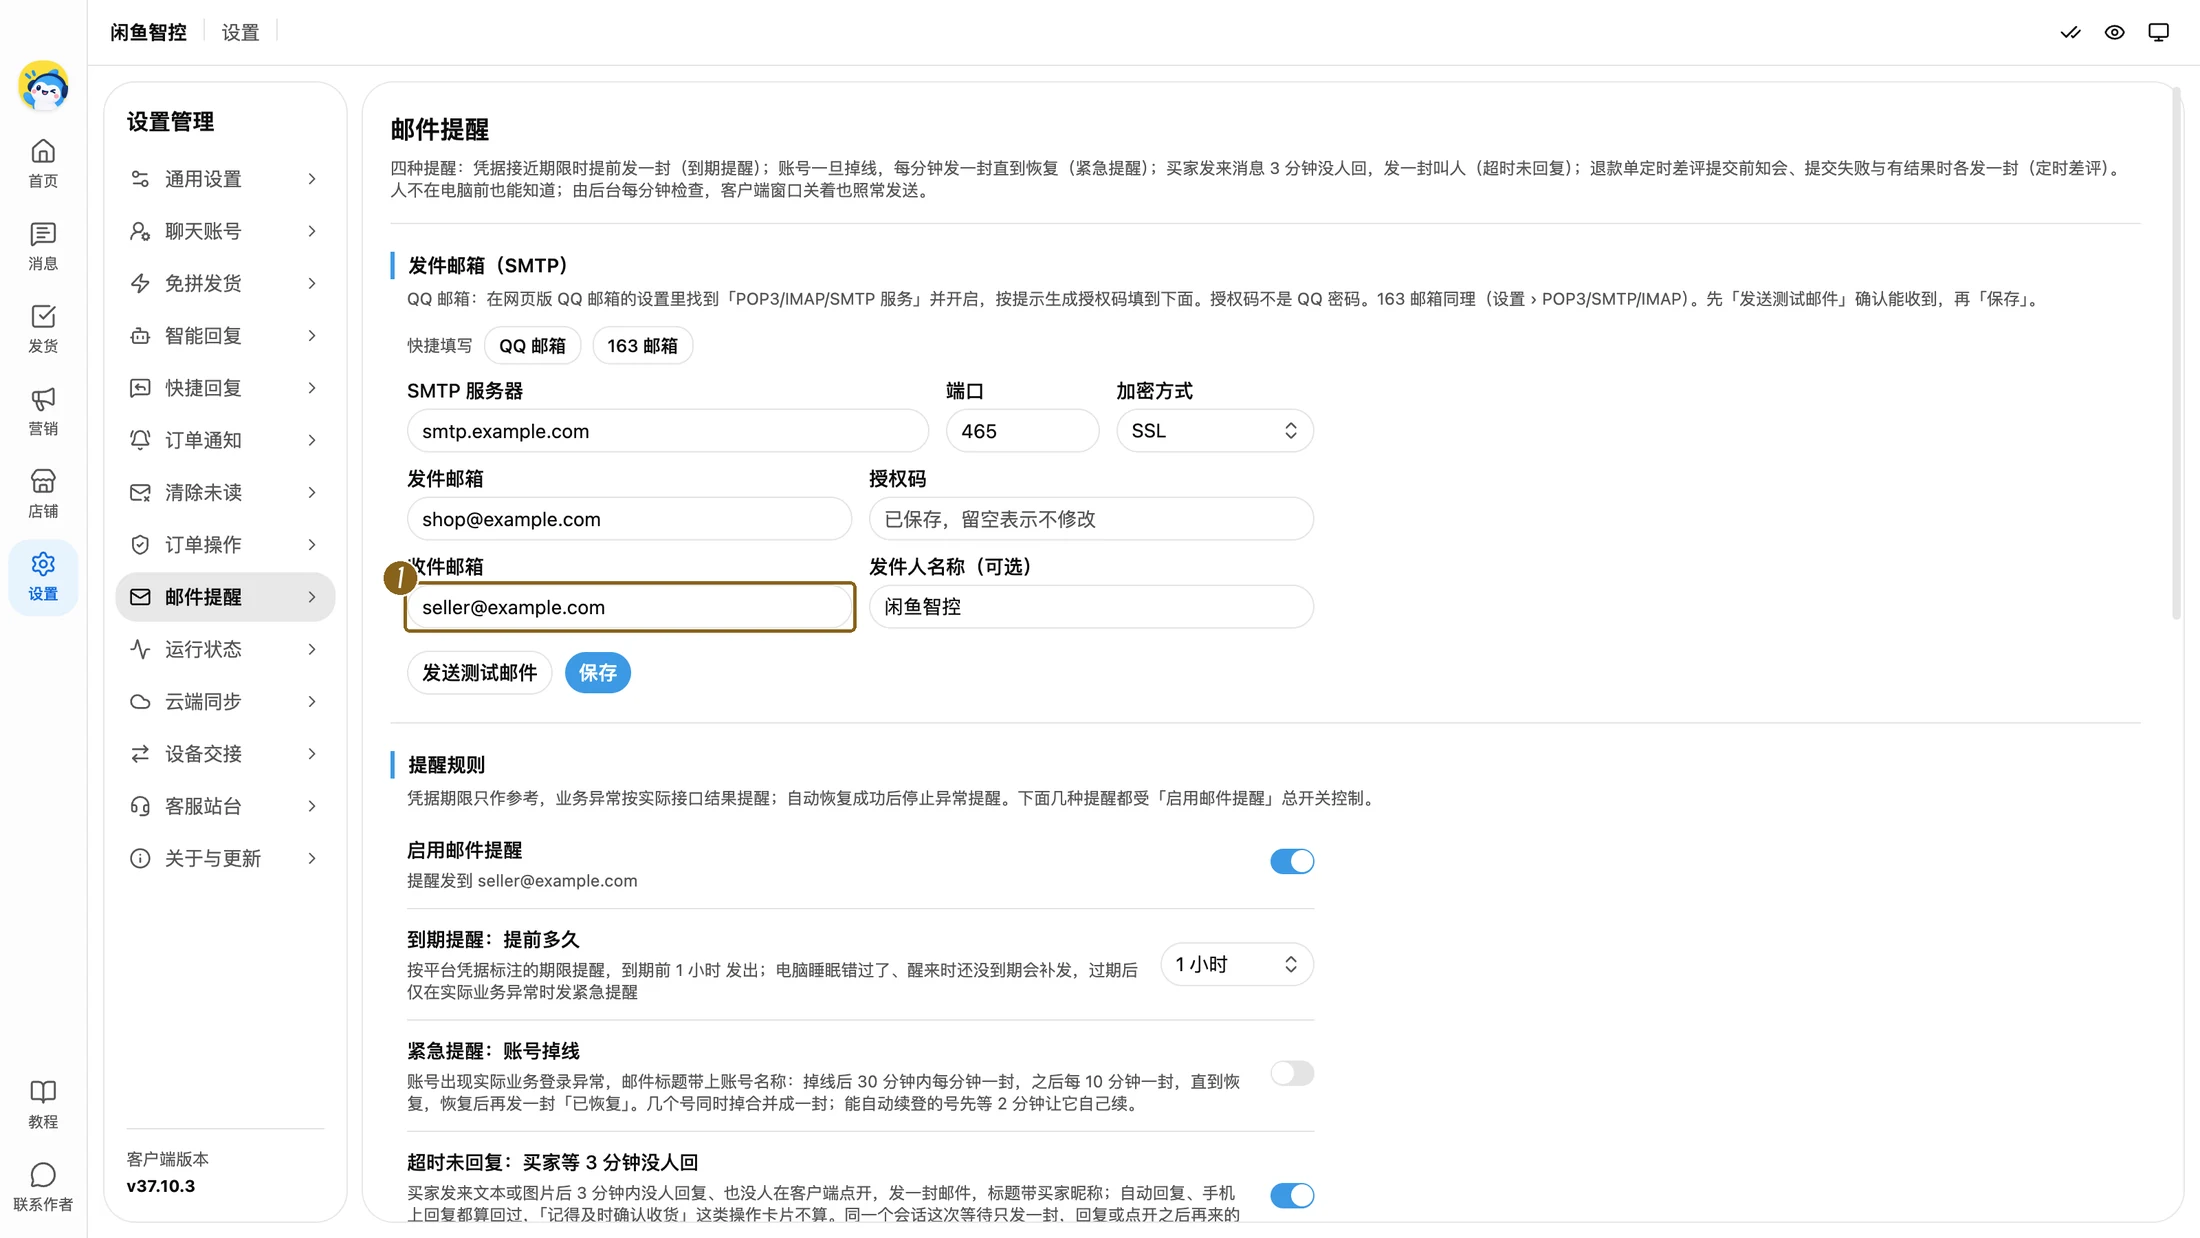 闲鱼智控
设置
首页
消息
发货
营销
店铺
设置
教程
联系作者
设置管理
通用设置
聊天账号
免拼发货
智能回复
快捷回复
订单通知
清除未读
订单操作
邮件提醒
运行状态
云端同步
设备交接
客服站台
关于与更新
客户端版本
v37.10.3
邮件提醒
四种提醒：凭据接近期限时提前发一封（到期提醒）；账号一旦掉线，每分钟发一封直到恢复（紧急提醒）；买家发来消息 3 分钟没人回，发一封叫人（超时未回复）；退款单定时差评提交前知会、提交失败与有结果时各发一封（定时差评）。
人不在电脑前也能知道；由后台每分钟检查，客户端窗口关着也照常发送。
发件邮箱（SMTP）
QQ 邮箱：在网页版 QQ 邮箱的设置里找到「POP3/IMAP/SMTP 服务」并开启，按提示生成授权码填到下面。授权码不是 QQ 密码。163 邮箱同理（设置 › POP3/SMTP/IMAP）。先「发送测试邮件」确认能收到，再「保存」。
快捷填写
QQ 邮箱
163 邮箱
SMTP 服务器
端口
加密方式
smtp.example.com
465
SSL
发件邮箱
授权码
shop@example.com
已保存，留空表示不修改
1
收件邮箱
发件人名称（可选）
seller@example.com
闲鱼智控
发送测试邮件
保存
提醒规则
凭据期限只作参考，业务异常按实际接口结果提醒；自动恢复成功后停止异常提醒。下面几种提醒都受「启用邮件提醒」总开关控制。
启用邮件提醒
提醒发到 seller@example.com
到期提醒：提前多久
按平台凭据标注的期限提醒，到期前 1 小时 发出；电脑睡眠错过了、醒来时还没到期会补发，过期后
仅在实际业务异常时发紧急提醒
1 小时
紧急提醒：账号掉线
账号出现实际业务登录异常，邮件标题带上账号名称：掉线后 30 分钟内每分钟一封，之后每 10 分钟一封，直到恢
复，恢复后再发一封「已恢复」。几个号同时掉合并成一封；能自动续登的号先等 2 分钟让它自己续。
超时未回复：买家等 3 分钟没人回
买家发来文本或图片后 3 分钟内没人回复、也没人在客户端点开，发一封邮件，标题带买家昵称；自动回复、手机
上回复都算回过，「记得及时确认收货」这类操作卡片不算。同一个会话这次等待只发一封，回复或点开之后再来的